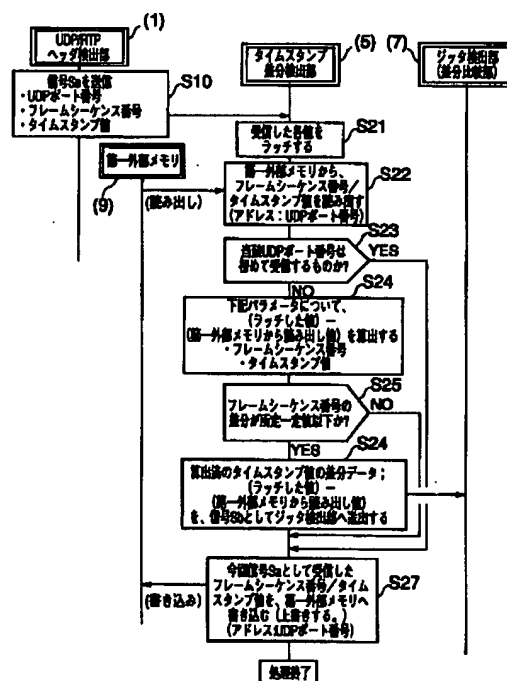 (1)
UDP/RTP
ヘッダ検出部
(5)
タイムスタンプ
差分検出部
(7)
ジッタ検出部
(差分比較部)
S10
信号Saを送信
・UDPポート番号
・フレームシーケンス番号
・タイムスタンプ値
S21
受信した各値を
ラッチする
第一外部メモリ
(9)
(読み出し)
S22
第一外部メモリから、
フレームシーケンス番号/
タイムスタンプ値を読み出す
(アドレス:UDPポート番号)
S23
当該UDPポート番号は
初めて受信するものか?
YES
NO
S24
下記パラメータについて、
(ラッチした値)ー
(第一外部メモリから読み出し値)を算出する
・フレームシーケンス番号
・タイムスタンプ値
S25
フレームシーケンス番号の
差分が所定一定値以下か?
NO
YES
S24
算出済のタイムスタンプ値の差分データ;
(ラッチした値)ー
(第一外部メモリから読み出し値)
を、信号Sbとしてジッタ検出部へ送出する
S27
今回信号Saとして受信した
フレームシーケンス番号/タイム
スタンプ値を、第一外部メモリへ
書き込む(上書きする。)
(アドレス:UDPポート番号)
(書き込み)
処理終了